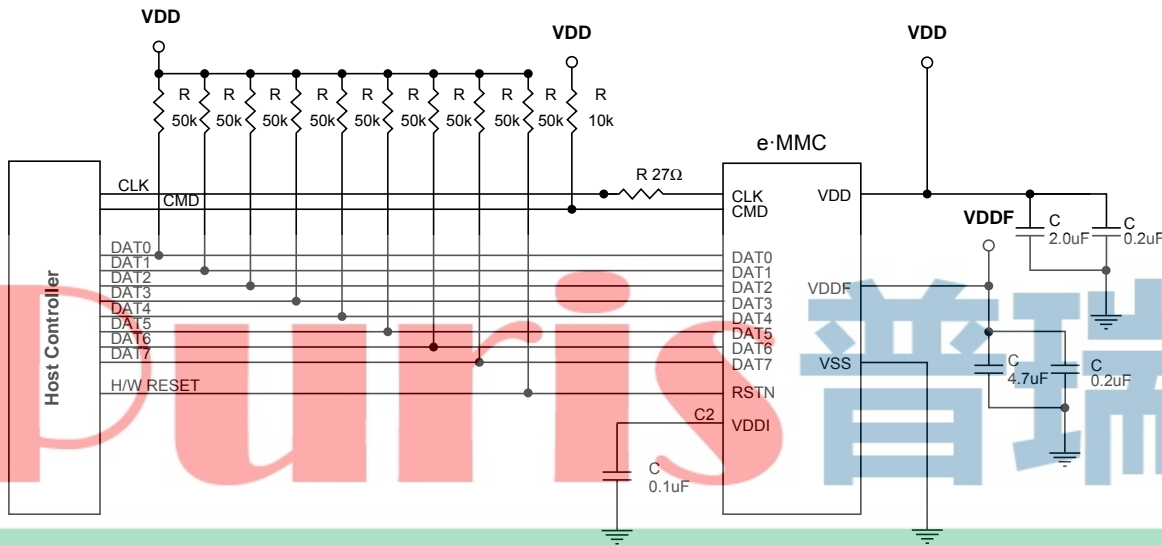 VDD
VDD
VDD
R R R R R R R R R R
50k 50k 50k 50k 50k 50k 50k 50k 50k 10k
e·MMC
R 27Ω
CLK
CMD
CLK
CMD
VDD
VDDF
C
2.0uF
C
0.2uF
DAT0
DAT1
DAT2
DAT3
DAT4
DAT5
DAT6
DAT7
H/W RESET
Host Controller
DAT0
DAT1
DAT2
DAT3
DAT4
DAT5
DAT6
DAT7
RSTN
VDDI
VDDF
VSS
C
4.7uF
C
0.2uF
C2
C
0.1uF
Puris 普瑞